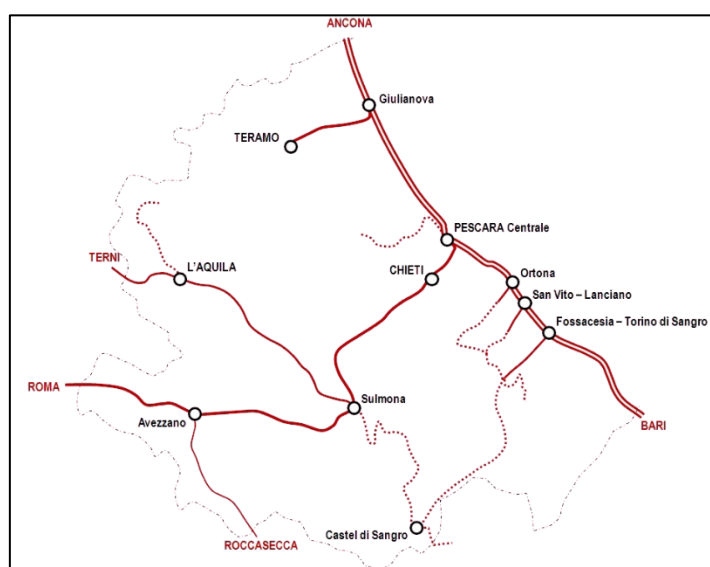 ANCONA
Giulianova
TERAMO
PESCARA Centrale
TERNI
L'AQUILA
CHIETI
Ortona
San Vito – Lanciano
Fossacesia – Torino di Sangro
ROMA
Sulmona
Avezzano
BARI
Castel di Sangro
ROCCASECCA